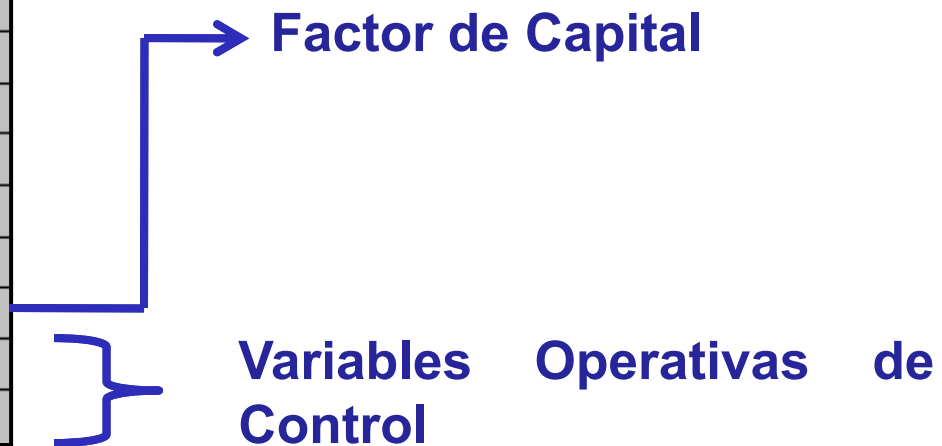 Factor de Capital
Variables Operativas de
Control